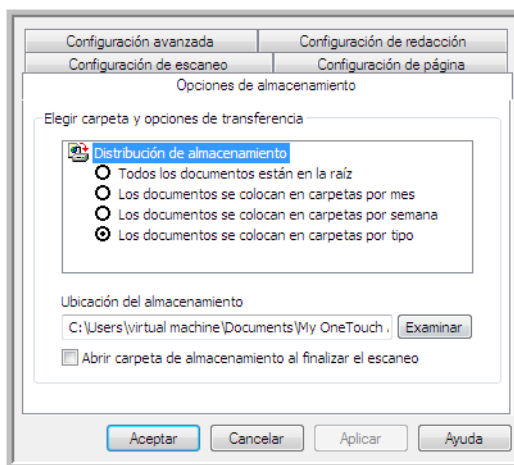 Configuración avanzada
Configuración de redacción
Configuración de escaneo
Configuración de página
Opciones de almacenamiento
Elegir carpeta y opciones de transferencia
Distribución de almacenamiento
Todos los documentos están en la raíz
Los documentos se colocan en carpetas por mes
Los documentos se colocan en carpetas por semana
Los documentos se colocan en carpetas por tipo
Ubicación del almacenamiento
C:\Users\virtual machine\Documents\My OneTouch
Examinar
Abrir carpeta de almacenamiento al finalizar el escaneo
Aceptar
Cancelar
Aplicar
Ayuda